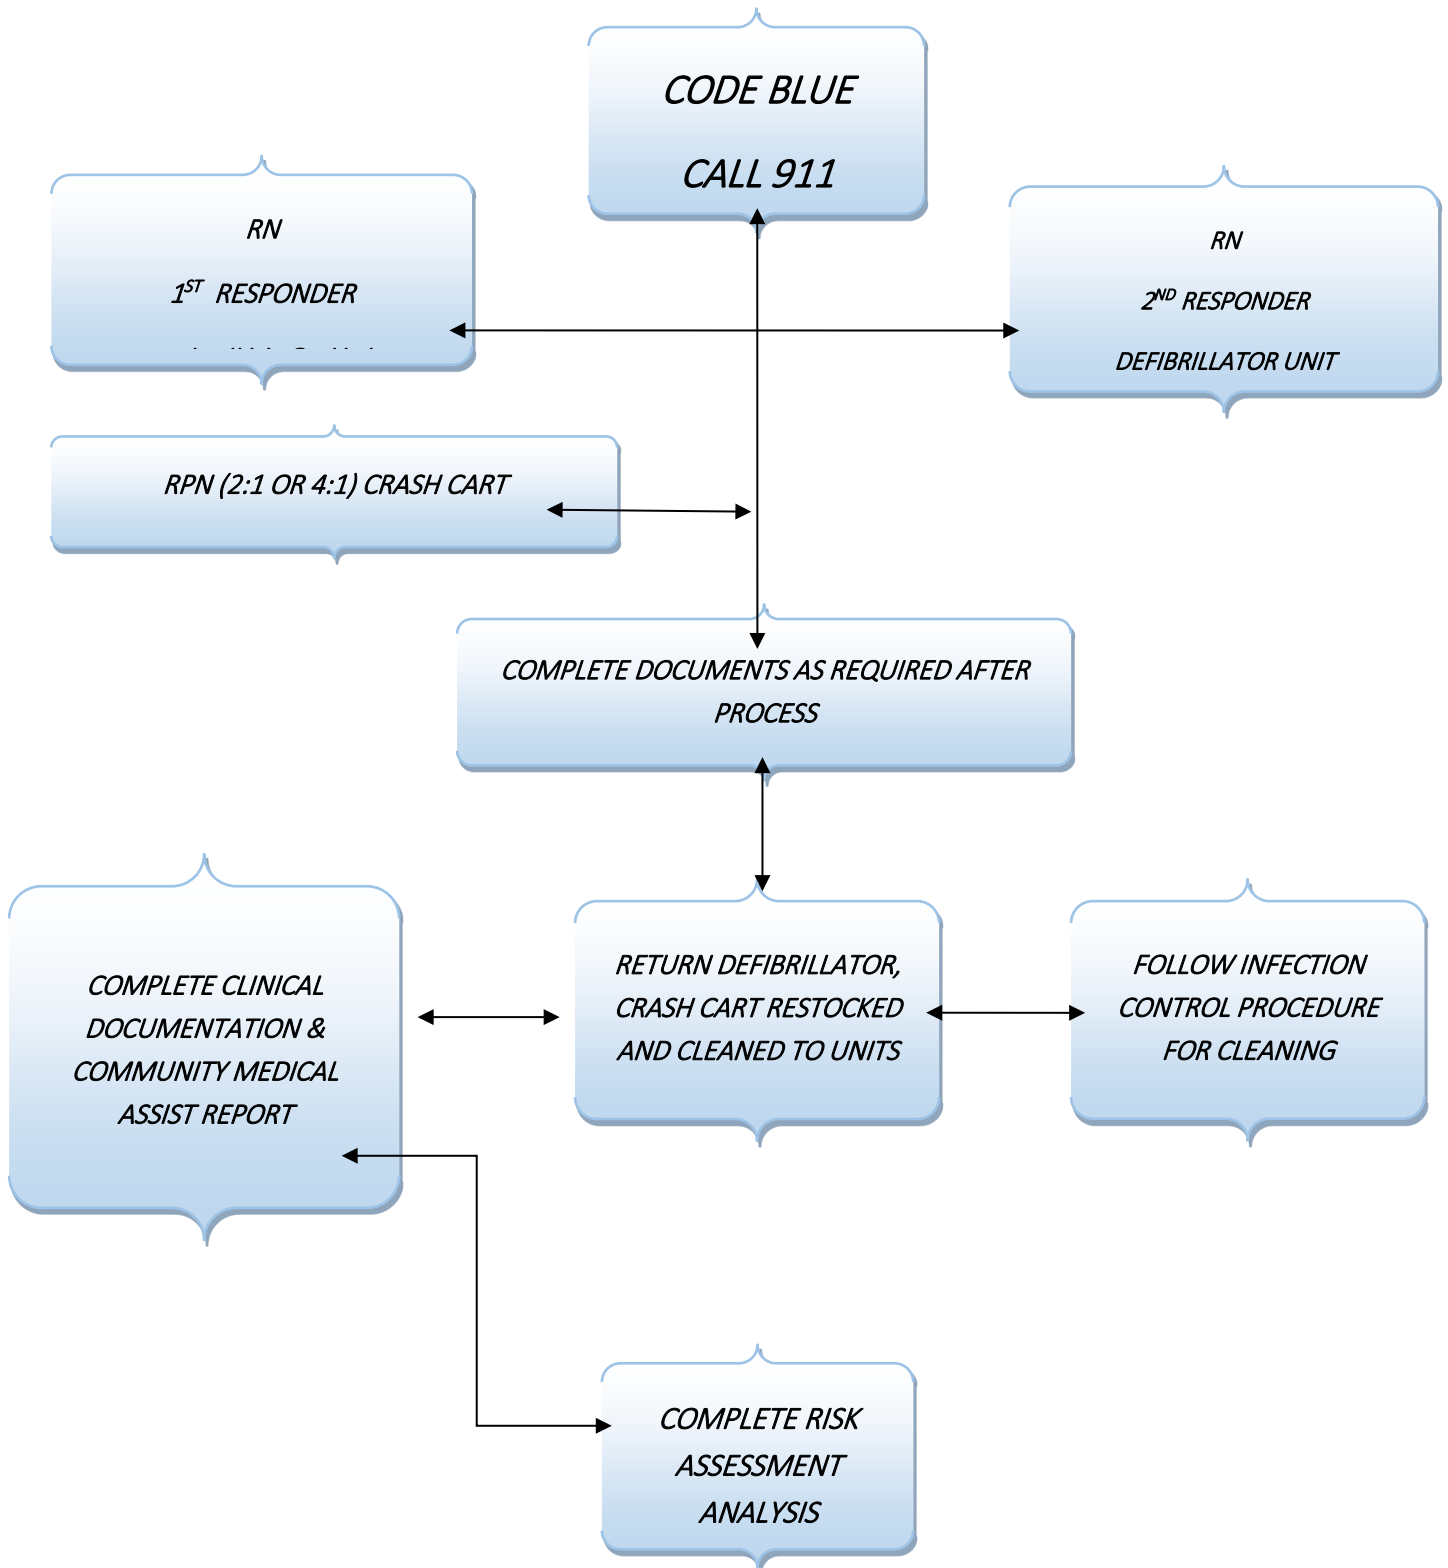 CODE BLUE
CALL 911
RN
1ST RESPONDER
RN
2ND RESPONDER
DEFIBRILLATOR UNIT
RPN (2:1 OR 4:1) CRASH CART
COMPLETE DOCUMENTS AS REQUIRED AFTER
PROCESS
COMPLETE CLINICAL
DOCUMENTATION &
COMMUNITY MEDICAL
ASSIST REPORT
RETURN DEFIBRILLATOR,
CRASH CART RESTOCKED
AND CLEANED TO UNITS
FOLLOW INFECTION
CONTROL PROCEDURE
FOR CLEANING
COMPLETE RISK
ASSESSMENT
ANALYSIS